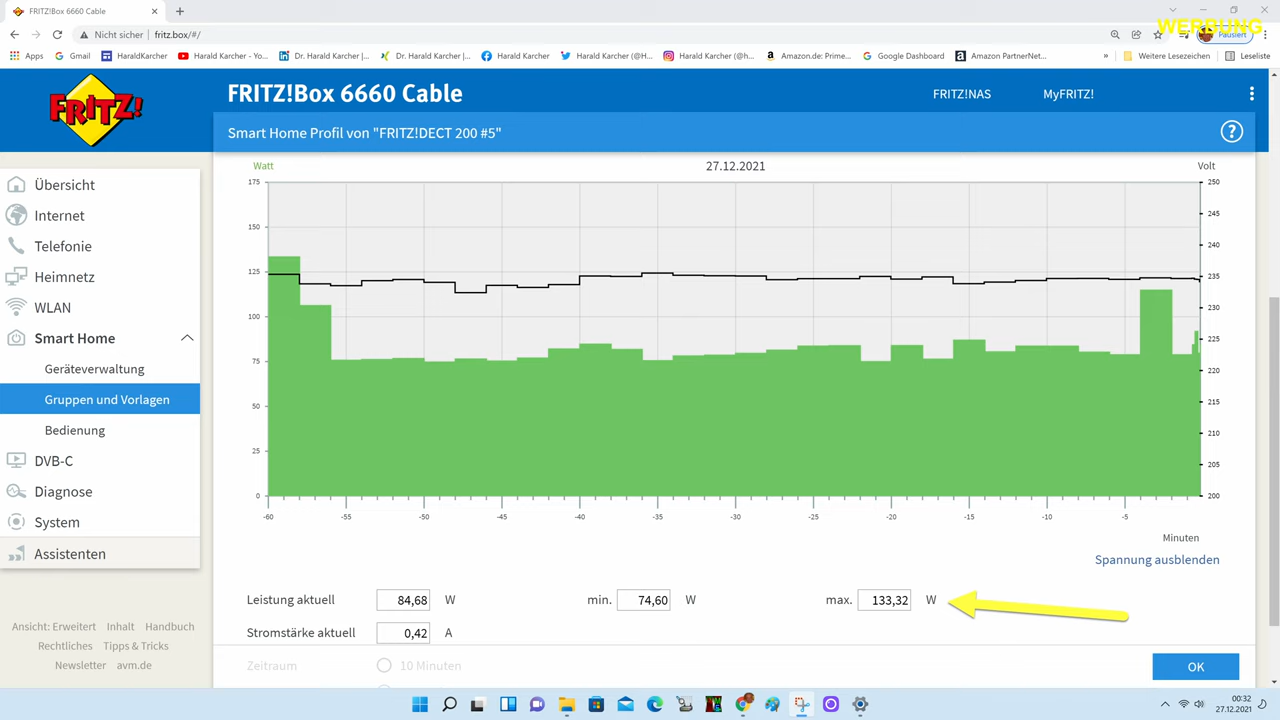 FRITZ!Box 6660 Cable
WERBUNG
Nicht sicher | fritz.box/#/
Pausiert
Apps Gmail HaraldKarcher Harald Karcher - Yo... Dr. Harald Karcher |... Dr. Harald Karcher |... Harald Karcher Harald Karcher (@H... Harald Karcher (@h... Amazon.de: Prime... Google Dashboard Amazon PartnerNet... » Weitere Lesezeichen Leseliste
FRITZ!
FRITZ!Box 6660 Cable
FRITZ!NAS MyFRITZ!
Smart Home Profil von "FRITZ!DECT 200 #5"
?
Übersicht
Internet
Telefonie
Heimnetz
WLAN
Smart Home
Geräteverwaltung
Gruppen und Vorlagen
Bedienung
DVB-C
Diagnose
System
Assistenten
Ansicht: Erweitert Inhalt Handbuch
Rechtliches Tipps & Tricks
Newsletter avm.de
Watt 27.12.2021 Volt
175
150
125
100
75
50
25
0
250
245
240
235
230
225
220
215
210
205
200
-60 -55 -50 -45 -40 -35 -30 -25 -20 -15 -10 -5
Minuten
Spannung ausblenden
Leistung aktuell 84,68 W min. 74,60 W max. 133,32 W
Stromstärke aktuell 0,42 A
Zeitraum 10 Minuten
OK
00:32
27.12.2021